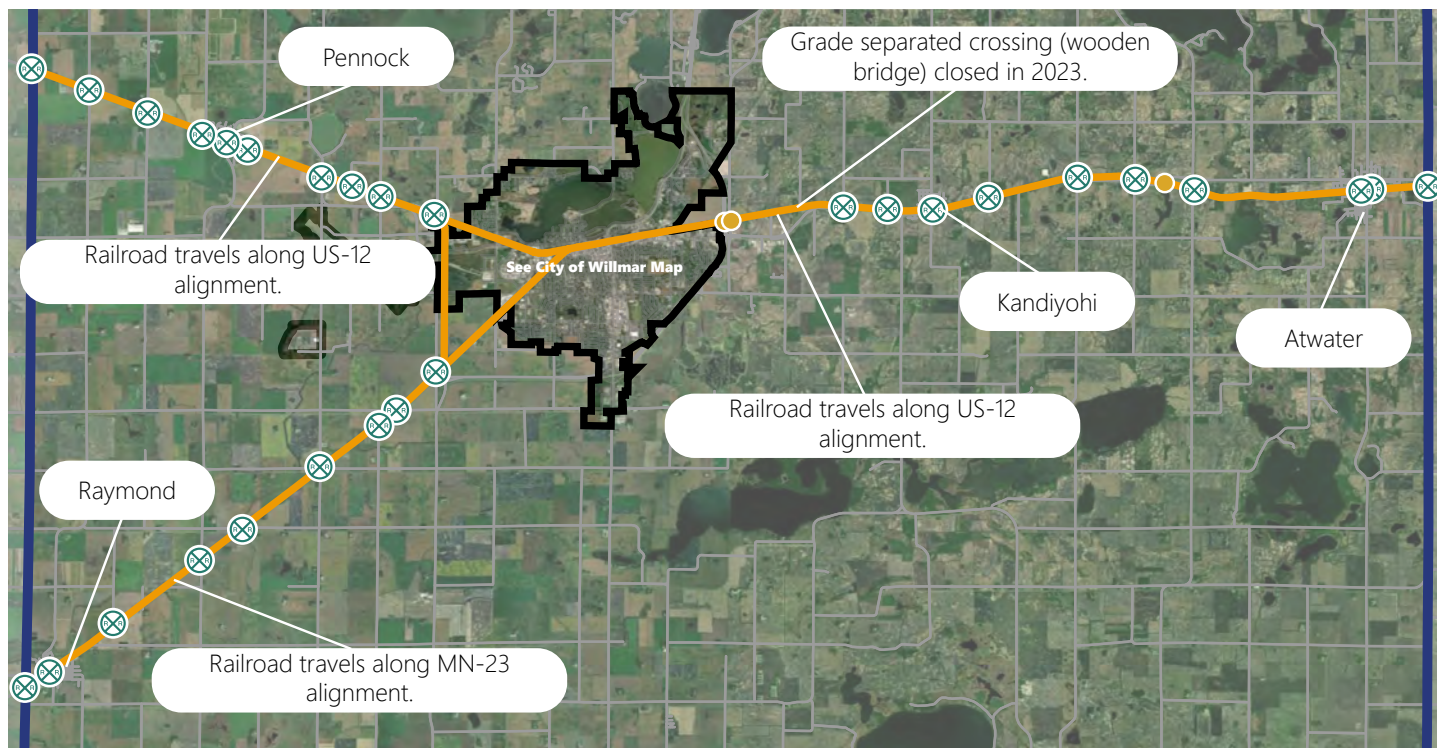 Pennock
Grade separated crossing (wooden
bridge) closed in 2023.
Railroad travels along US-12
alignment.
See City of Willmar Map
Kandiyohi
Atwater
Railroad travels along US-12
alignment.
Raymond
Railroad travels along MN-23
alignment.